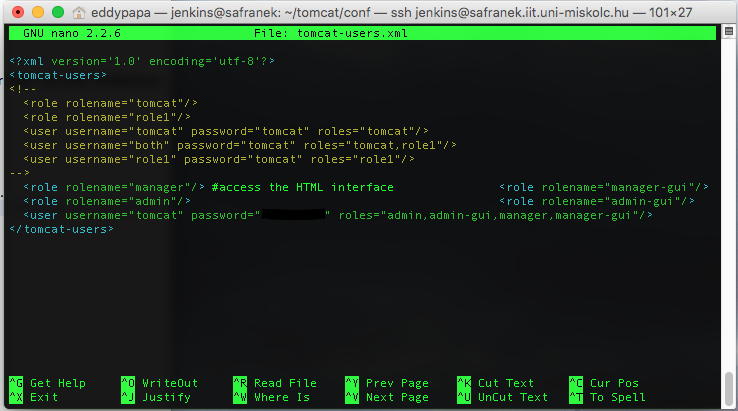 eddypapa — jenkins@safranek: ~/tomcat/conf — ssh jenkins@safranek.iit.uni-miskolc.hu — 101×27
GNU nano 2.2.6 File: tomcat-users.xml
<?xml version='1.0' encoding='utf-8'?>
<tomcat-users>
<!--
<role rolename="tomcat"/>
<role rolename="role1"/>
<user username="tomcat" password="tomcat" roles="tomcat"/>
<user username="both" password="tomcat" roles="tomcat,role1"/>
<user username="role1" password="tomcat" roles="role1"/>
-->
<role rolename="manager"/> #access the HTML interface <role rolename="manager-gui"/>
<role rolename="admin"/> <role rolename="admin-gui"/>
<user username="tomcat" password="" roles="admin,admin-gui,manager,manager-gui"/>
</tomcat-users>
^G Get Help ^O WriteOut ^R Read File ^Y Prev Page ^K Cut Text ^C Cur Pos
^X Exit ^J Justify ^W Where Is ^V Next Page ^U UnCut Text ^T To Spell